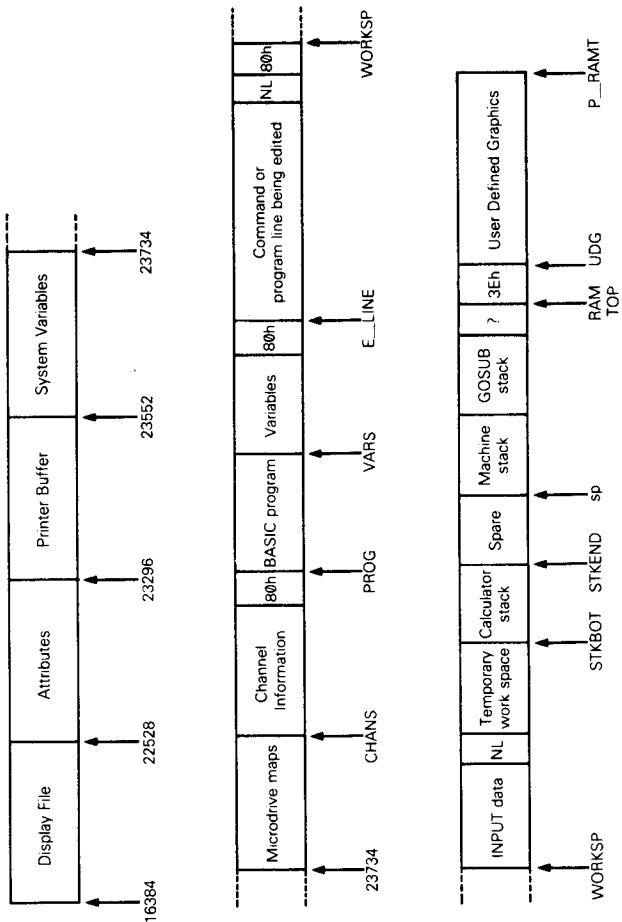 Display File
Attributes
Printer Buffer
System Variables
16384
22528
23296
23552
23734
Microdrive maps
Channel
Information
80h
BASIC program
Variables
80h
Command or
program line being edited
NL
80h
23734
CHANS
PROG
VARS
E__LINE
WORKSP
INPUT data
NL
Temporary
work space
Calculator
stack
Spare
Machine
stack
GOSUB
stack
?
3Eh
User Defined Graphics
WORKSP
STKBOT
STKEND
sp
RAM
TOP
UDG
P__RAMT